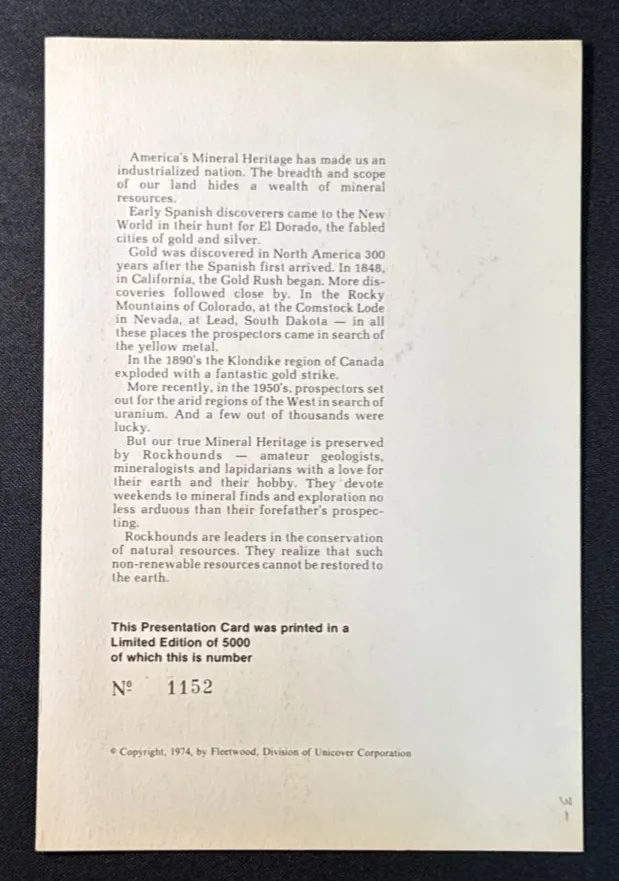 America's Mineral Heritage has made us an
industrialized nation. The breadth and scope
of our land hides a wealth of mineral
resources.
Early Spanish discoverers came to the New
World in their hunt for El Dorado, the fabled
cities of gold and silver.
Gold was discovered in North America 300
years after the Spanish first arrived. In 1848,
in California, the Gold Rush began. More dis-
coveries followed close by. In the Rocky
Mountains of Colorado, at the Comstock Lode
in Nevada, at Lead, South Dakota — in all
these places the prospectors came in search of
the yellow metal.
In the 1890's the Klondike region of Canada
exploded with a fantastic gold strike.
More recently, in the 1950's, prospectors set
out for the arid regions of the West in search of
uranium. And a few out of thousands were
lucky.
But our true Mineral Heritage is preserved
by Rockhounds — amateur geologists,
mineralogists and lapidarians with a love for
their earth and their hobby. They devote
weekends to mineral finds and exploration no
less arduous than their forefather's prospec-
ting.
Rockhounds are leaders in the conservation
of natural resources. They realize that such
non-renewable resources cannot be restored to
the earth.
This Presentation Card was printed in a
Limited Edition of 5000
of which this is number
Nº 1152
© Copyright, 1974, by Fleetwood, Division of Unicover Corporation